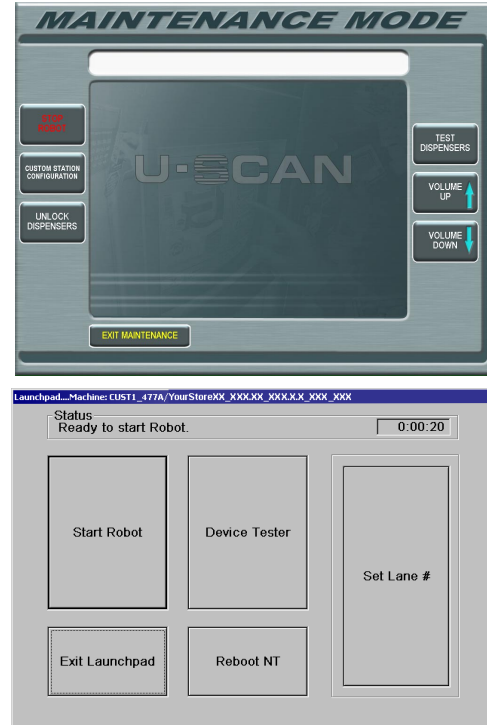 MAINTENANCE MODE
STOP
ROBOT
CUSTOM STATION
CONFIGURATION
UNLOCK
DISPENSERS
U-SCAN
TEST
DISPENSERS
VOLUME
UP
VOLUME
DOWN
EXIT MAINTENANCE
Launchpad....Machine: CUST1_477A/YourStoreXX_XXX.XX_XXX.X.X_XXX_XXX
Status
Ready to start Robot.
0:00:20
Start Robot
Device Tester
Set Lane #
Exit Launchpad
Reboot NT